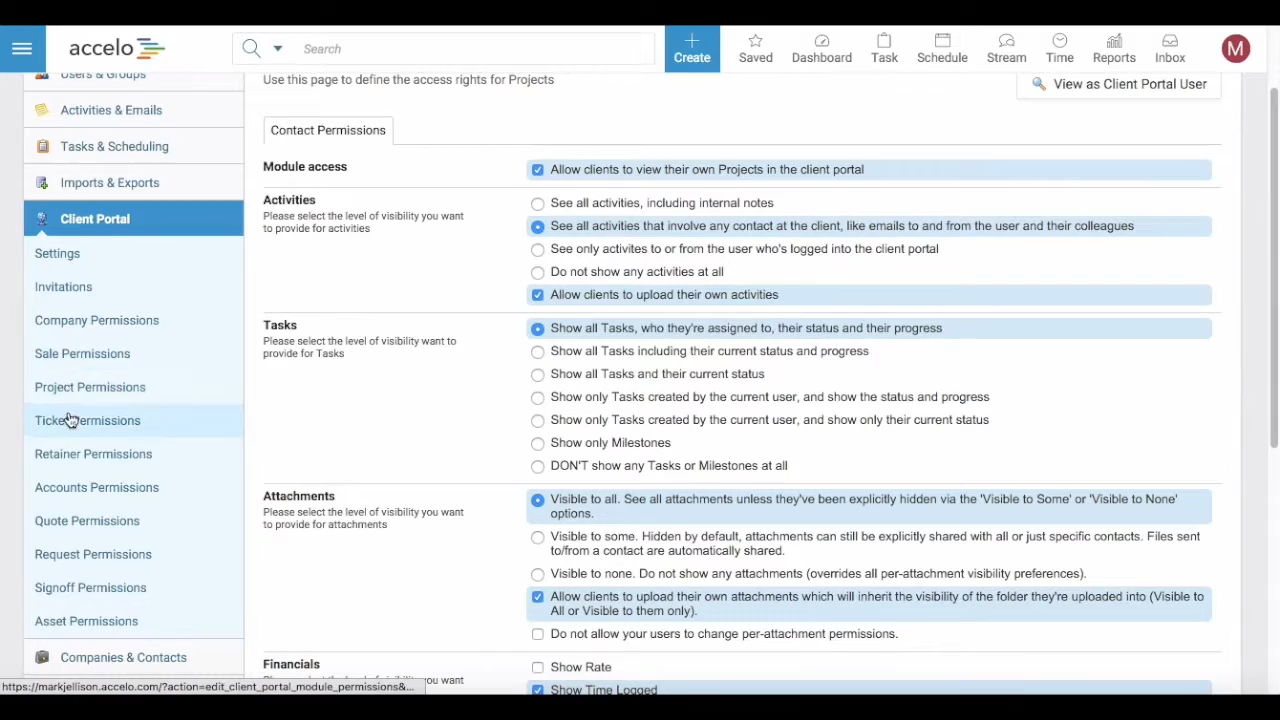 accelo
Search
Create
Saved
Dashboard
Task
Schedule
Stream
Time
Reports
Inbox
M
Users & Groups
Activities & Emails
Tasks & Scheduling
Imports & Exports
Client Portal
Settings
Invitations
Company Permissions
Sale Permissions
Project Permissions
Ticket Permissions
Retainer Permissions
Accounts Permissions
Quote Permissions
Request Permissions
Signoff Permissions
Asset Permissions
Companies & Contacts
https://markjellison.accelo.com/?action=edit_client_portal_module_permissions&...
Use this page to define the access rights for Projects
View as Client Portal User
Contact Permissions
Module access
Allow clients to view their own Projects in the client portal
Activities
Please select the level of visibility you want
to provide for activities
See all activities, including internal notes
See all activities that involve any contact at the client, like emails to and from the user and their colleagues
See only activites to or from the user who's logged into the client portal
Do not show any activities at all
Allow clients to upload their own activities
Tasks
Please select the level of visibility want to
provide for Tasks
Show all Tasks, who they're assigned to, their status and their progress
Show all Tasks including their current status and progress
Show all Tasks and their current status
Show only Tasks created by the current user, and show the status and progress
Show only Tasks created by the current user, and show only their current status
Show only Milestones
DON'T show any Tasks or Milestones at all
Attachments
Please select the level of visibility you want
to provide for attachments
Visible to all. See all attachments unless they've been explicitly hidden via the 'Visible to Some' or 'Visible to None'
options.
Visible to some. Hidden by default, attachments can still be explicitly shared with all or just specific contacts. Files sent
to/from a contact are automatically shared.
Visible to none. Do not show any attachments (overrides all per-attachment visibility preferences).
Allow clients to upload their own attachments which will inherit the visibility of the folder they're uploaded into (Visible to
All or Visible to them only).
Do not allow your users to change per-attachment permissions.
Financials
you want
Show Rate
Show Time Logged